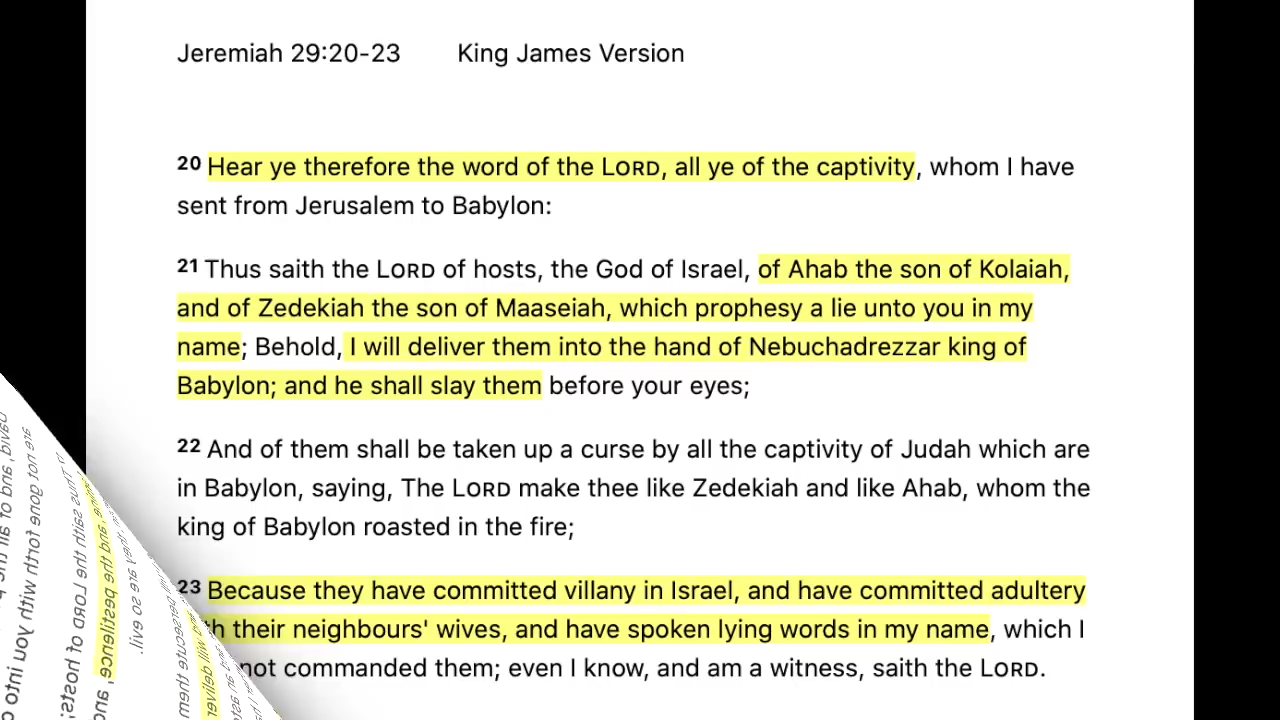 Jeremiah 29:20-23 King James Version
20 Hear ye therefore the word of the LORD, all ye of the captivity, whom I have
sent from Jerusalem to Babylon:
21 Thus saith the LORD of hosts, the God of Israel, of Ahab the son of Kolaiah,
and of Zedekiah the son of Maaseiah, which prophesy a lie unto you in my
name; Behold, I will deliver them into the hand of Nebuchadrezzar king of
Babylon; and he shall slay them before your eyes;
22 And of them shall be taken up a curse by all the captivity of Judah which are
in Babylon, saying, The LORD make thee like Zedekiah and like Ahab, whom the
king of Babylon roasted in the fire;
23 Because they have committed villany in Israel, and have committed adultery
their neighbours' wives, and have spoken lying words in my name, which I
not commanded them; even I know, and am a witness, saith the LORD.